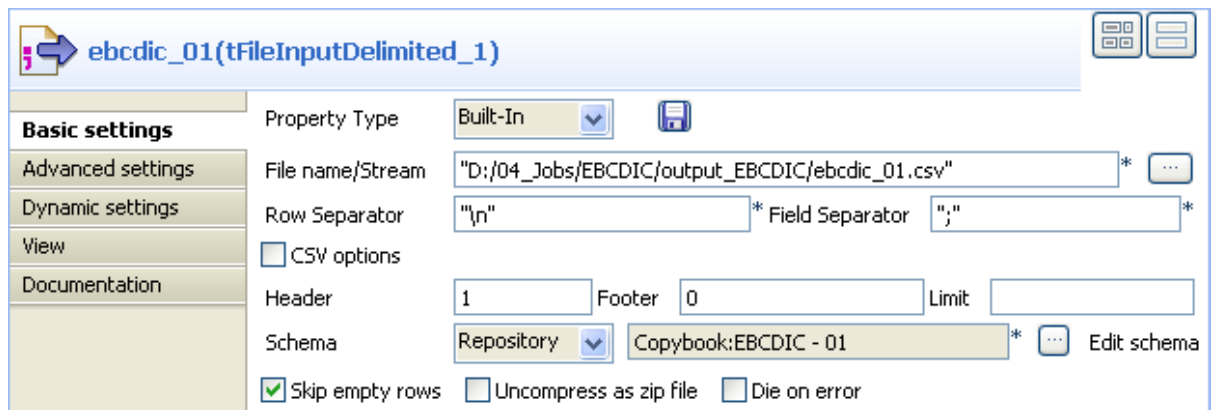 ebcdic_01(tFileInputDelimited_1)
Basic settings
Advanced settings
Dynamic settings
View
Documentation
Property Type Built-In
File name/Stream "D:/04_Jobs/EBCDIC/output_EBCDIC/ebcdic_01.csv" * ...
Row Separator "\n" * Field Separator ";" *
CSV options
Header 1 Footer 0 Limit
Schema Repository Copybook:EBCDIC - 01 * ... Edit schema
Skip empty rows Uncompress as zip file Die on error